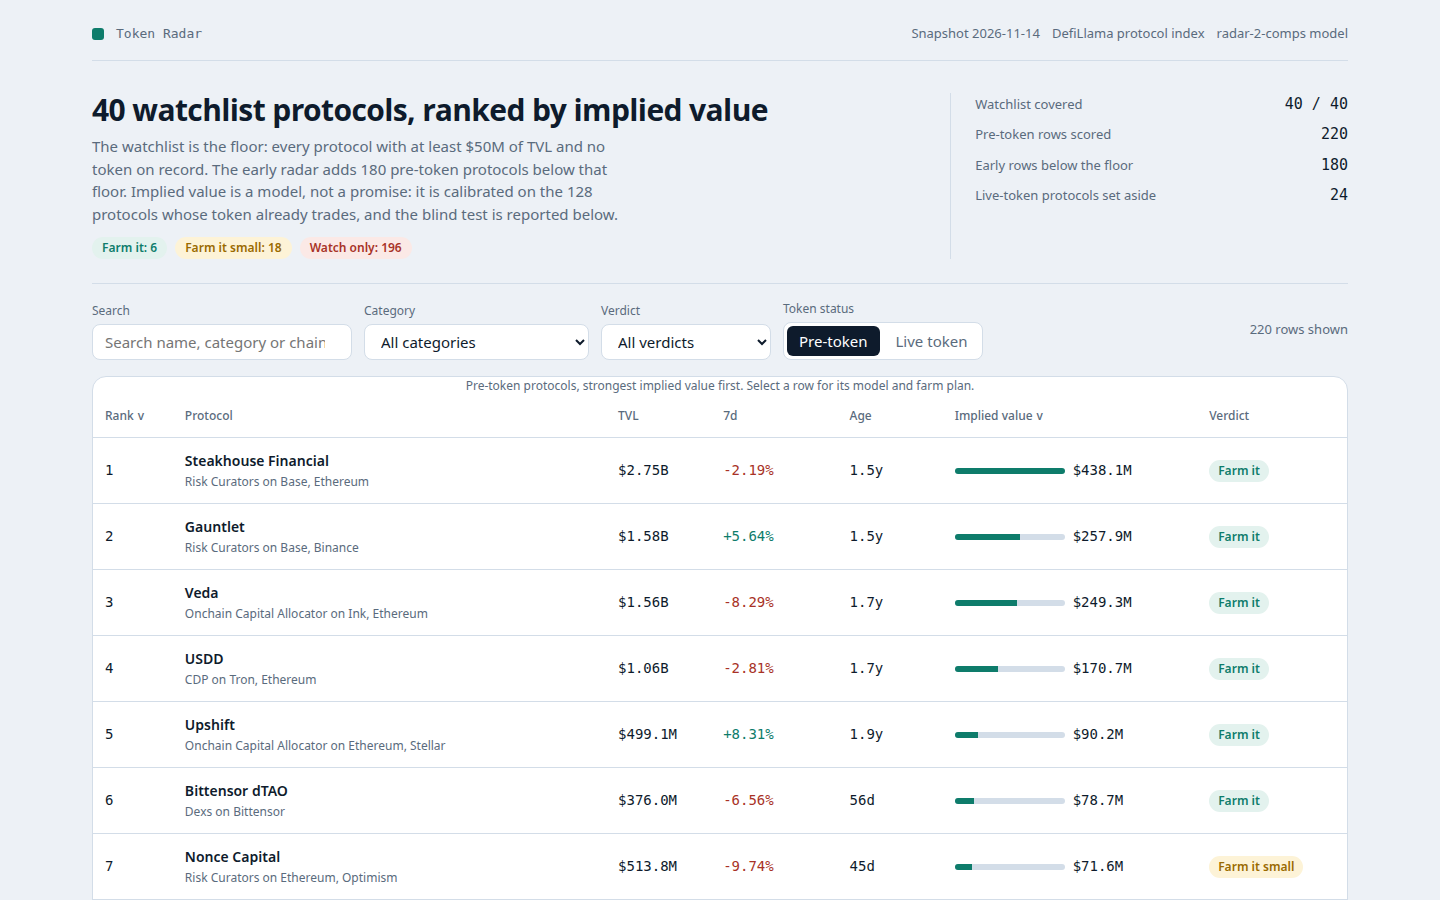 Token Radar
Snapshot 2026-11-14 DefiLlama protocol index radar-2-comps model
40 watchlist protocols, ranked by implied value
The watchlist is the floor: every protocol with at least $50M of TVL and no
token on record. The early radar adds 180 pre-token protocols below that
floor. Implied value is a model, not a promise: it is calibrated on the 128
protocols whose token already trades, and the blind test is reported below.
Farm it: 6 Farm it small: 18 Watch only: 196
Watchlist covered 40 / 40
Pre-token rows scored 220
Early rows below the floor 180
Live-token protocols set aside 24
Search Category Verdict Token status
Search name, category or chain All categories All verdicts Pre-token Live token
220 rows shown
Pre-token protocols, strongest implied value first. Select a row for its model and farm plan.
Rank v Protocol TVL 7d Age Implied value v Verdict
1 Steakhouse Financial $2.75B -2.19% 1.5y $438.1M Farm it
Risk Curators on Base, Ethereum
2 Gauntlet $1.58B +5.64% 1.5y $257.9M Farm it
Risk Curators on Base, Binance
3 Veda $1.56B -8.29% 1.7y $249.3M Farm it
Onchain Capital Allocator on Ink, Ethereum
4 USDD $1.06B -2.81% 1.7y $170.7M Farm it
CDP on Tron, Ethereum
5 Upshift $499.1M +8.31% 1.9y $90.2M Farm it
Onchain Capital Allocator on Ethereum, Stellar
6 Bittensor dTAO $376.0M -6.56% 56d $78.7M Farm it
Dexs on Bittensor
7 Nonce Capital $513.8M -9.74% 45d $71.6M Farm it small
Risk Curators on Ethereum, Optimism